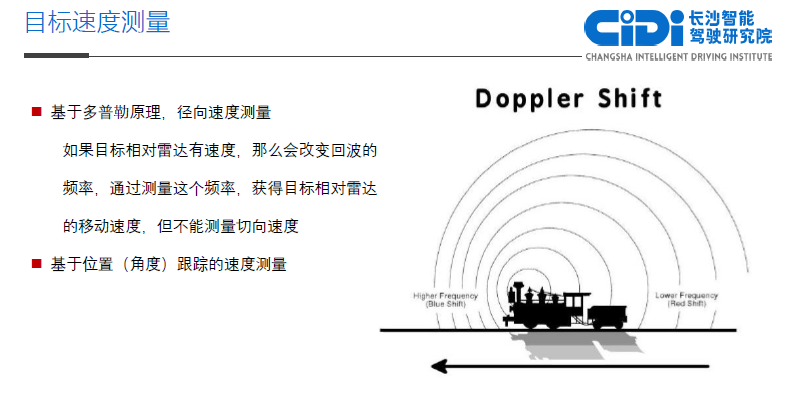 目标速度测量
CiDi 长沙智能
驾驶研究院
CHANGSHA INTELLIGENT DRIVING INSTITUTE
基于多普勒原理，径向速度测量
如果目标相对雷达有速度，那么会改变回波的
频率，通过测量这个频率，获得目标相对雷达
的移动速度，但不能测量切向速度
基于位置（角度）跟踪的速度测量
Doppler Shift
Higher Frequency
(Blue Shift)
Lower Frequency
(Red Shift)